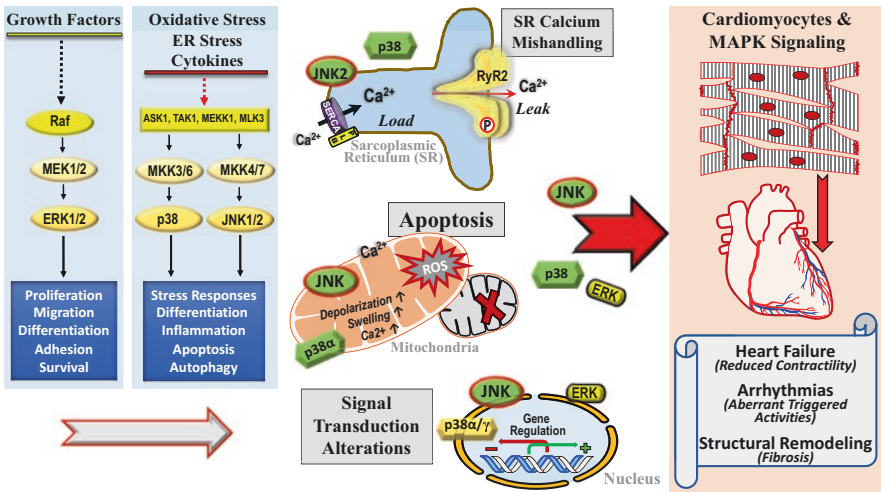 Growth Factors
Raf
MEK1/2
ERK1/2
Proliferation
Migration
Differentiation
Adhesion
Survival
Oxidative Stress
ER Stress
Cytokines
ASK1, TAK1, MEKK1, MLK3
MKK3/6
MKK4/7
p38
JNK1/2
Stress Responses
Differentiation
Inflammation
Apoptosis
Autophagy
SR Calcium
Mishandling
p38
JNK2
RyR2
Ca2+
Ca2+
Load
Leak
SERCA
PLB
Ca2+
P
Sarcoplasmic
Reticulum (SR)
Apoptosis
Ca2+
JNK
ROS
Depolarization
Swelling
Ca2+
p38α
Mitochondria
JNK
p38
ERK
Signal
Transduction
Alterations
JNK
ERK
p38α/γ
Gene
Regulation
Nucleus
Cardiomyocytes &
MAPK Signaling
Heart Failure
(Reduced Contractility)
Arrhythmias
(Aberrant Triggered
Activities)
Structural Remodeling
(Fibrosis)